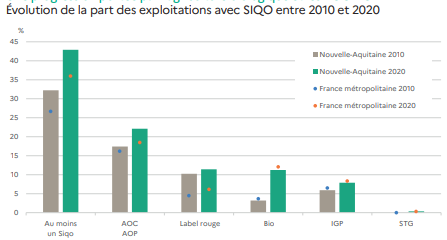 Évolution de la part des exploitations avec SIQO entre 2010 et 2020
%
45
40
35
30
25
20
15
10
5
0
Nouvelle-Aquitaine 2010
Nouvelle-Aquitaine 2020
France métropolitaine 2010
France métropolitaine 2020
Au moins
un Siqo
AOC
AOP
Label rouge
Bio
IGP
STG